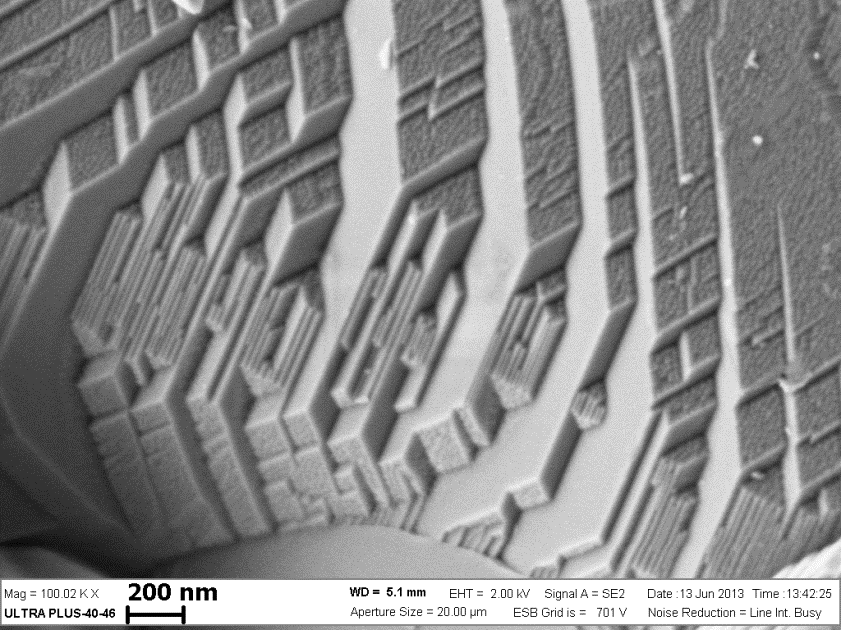 Mag = 100.02 K X 200 nm WD = 5.1 mm EHT = 2.00 kV Signal A = SE2 Date :13 Jun 2013 Time :13:42:25
ULTRA PLUS-40-46 Aperture Size = 20.00 µm ESB Grid is = 701 V Noise Reduction = Line Int. Busy